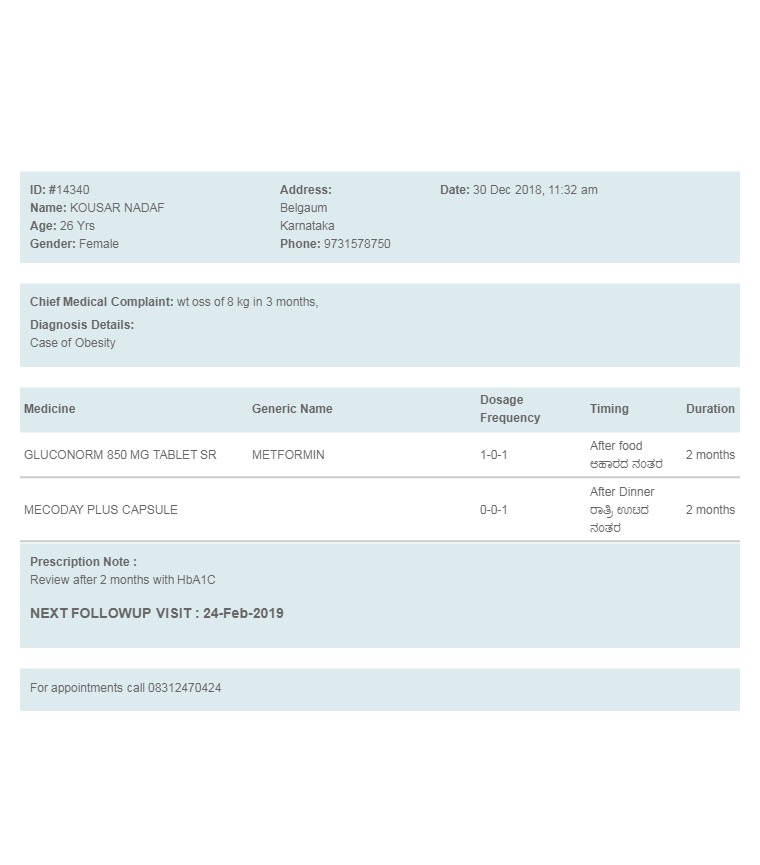 ID: #14340
Name: KOUSAR NADAF
Age: 26 Yrs
Gender: Female
Address:
Belgaum
Karnataka
Phone: 9731578750
Date: 30 Dec 2018, 11:32 am
Chief Medical Complaint: wt oss of 8 kg in 3 months,
Diagnosis Details:
Case of Obesity
Medicine Generic Name Dosage Frequency Timing Duration
GLUCONORM 850 MG TABLET SR METFORMIN 1-0-1 After food 2 months
ಆಹಾರದ ನಂತರ
MECODAY PLUS CAPSULE 0-0-1 After Dinner 2 months
ರಾತ್ರಿ ಊಟದ
ನಂತರ
Prescription Note :
Review after 2 months with HbA1C
NEXT FOLLOWUP VISIT : 24-Feb-2019
For appointments call 08312470424